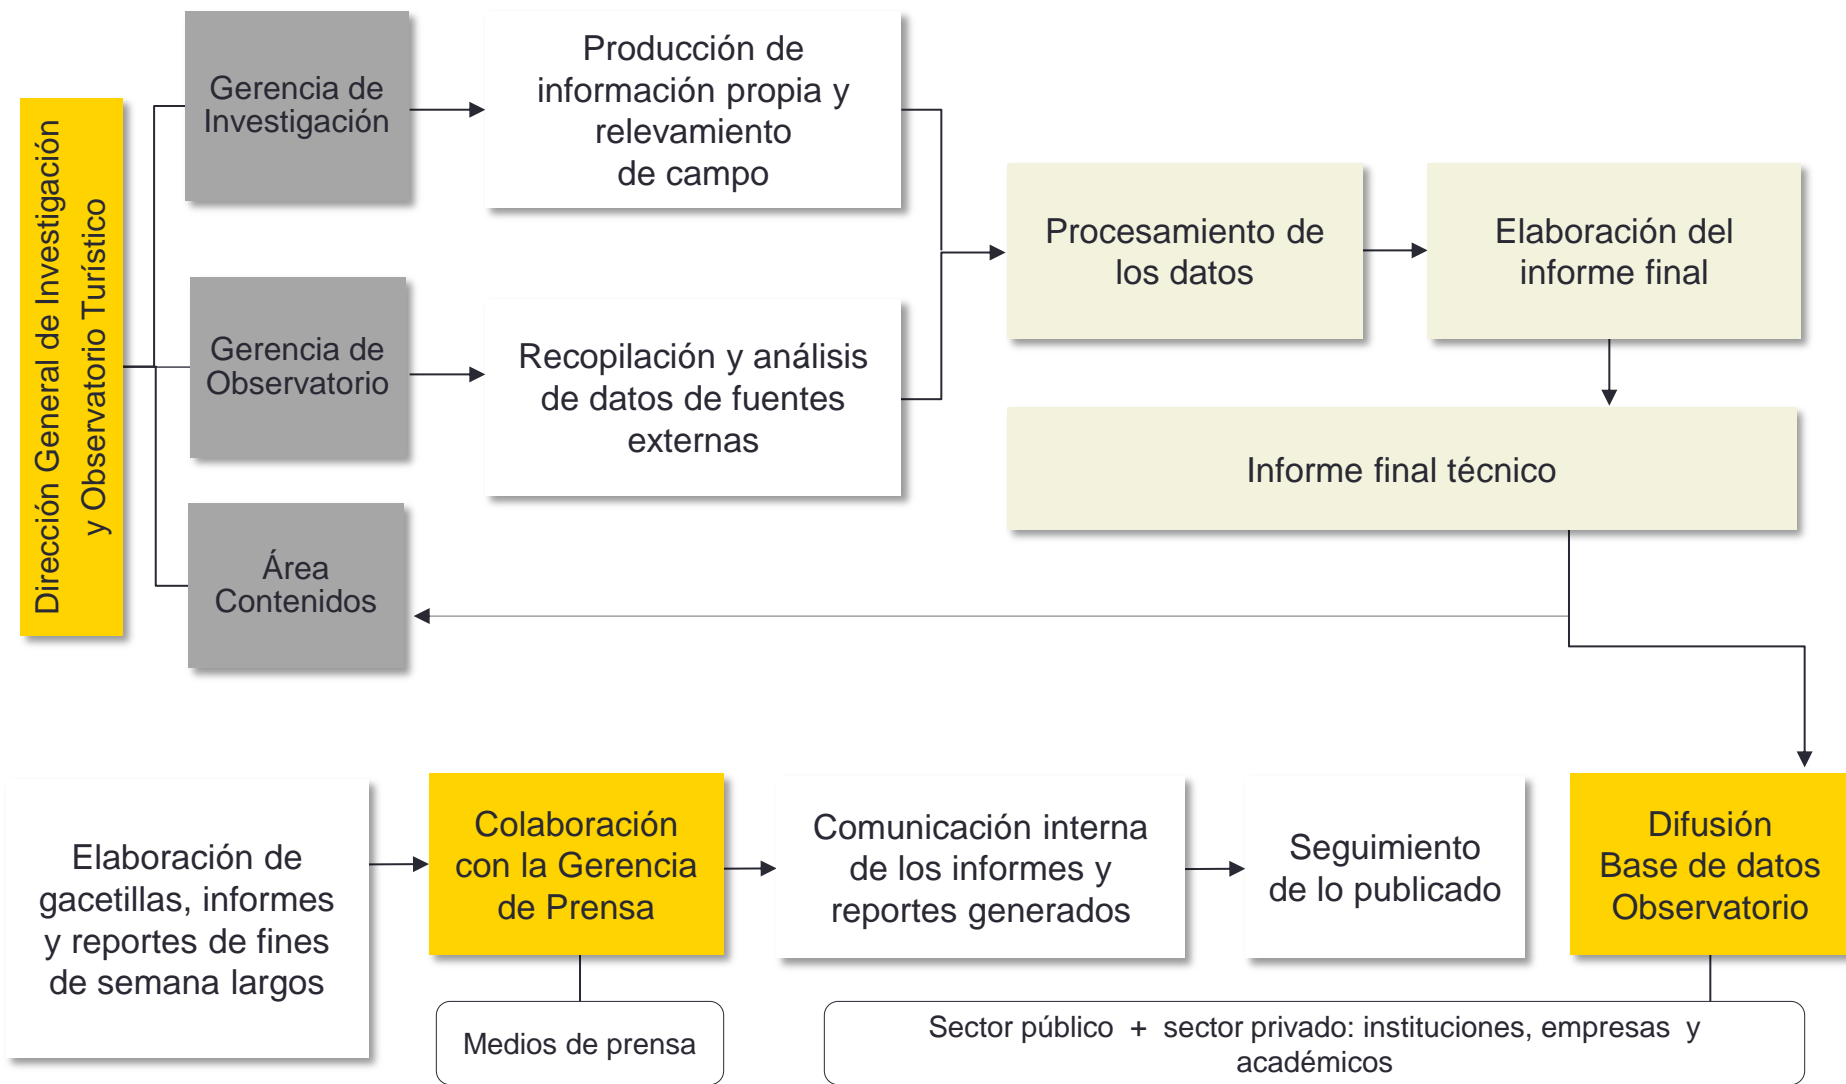 Dirección General de Investigación
y Observatorio Turístico
Gerencia de
Investigación
Producción de
información propia y
relevamiento
de campo
Gerencia de
Observatorio
Recopilación y análisis
de datos de fuentes
externas
Área
Contenidos
Procesamiento de
los datos
Elaboración del
informe final
Informe final técnico
Elaboración de
gacetillas, informes
y reportes de fines
de semana largos
Colaboración
con la Gerencia
de Prensa
Comunicación interna
de los informes y
reportes generados
Seguimiento
de lo publicado
Difusión
Base de datos
Observatorio
Medios de prensa
Sector público + sector privado: instituciones, empresas y
académicos